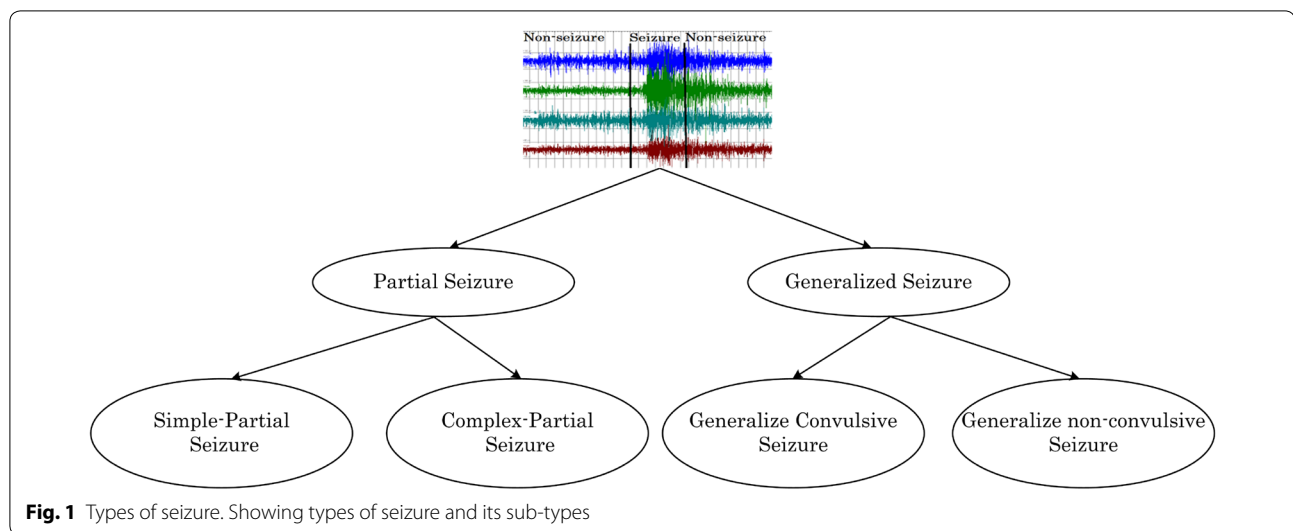 Non-seizure Seizure Non-seizure
Partial Seizure
Generalized Seizure
Simple-Partial
Seizure
Complex-Partial
Seizure
Generalize Convulsive
Seizure
Generalize non-convulsive
Seizure
Fig. 1 Types of seizure. Showing types of seizure and its sub-types